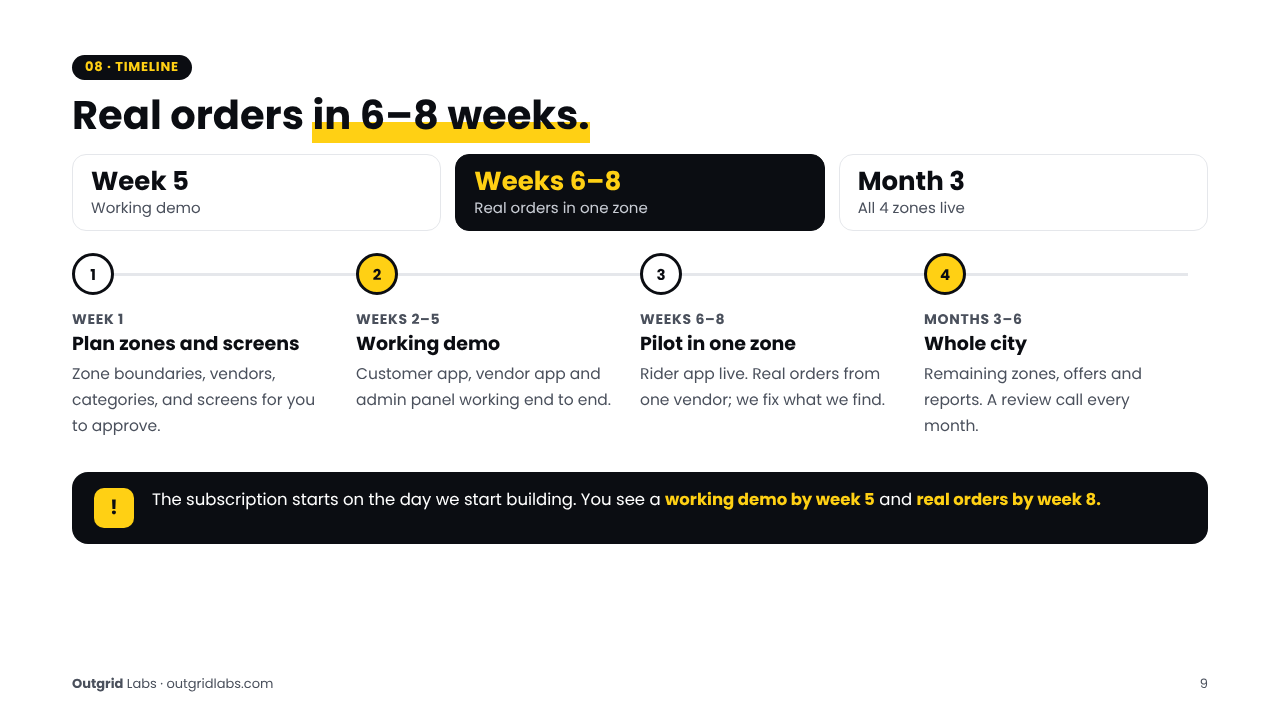 08 · TIMELINE
Real orders in 6–8 weeks.
Week 5
Working demo
Weeks 6–8
Real orders in one zone
Month 3
All 4 zones live
1
2
3
4
WEEK 1
Plan zones and screens
Zone boundaries, vendors,
categories, and screens for you
to approve.
WEEKS 2–5
Working demo
Customer app, vendor app and
admin panel working end to end.
WEEKS 6–8
Pilot in one zone
Rider app live. Real orders from
one vendor; we fix what we find.
MONTHS 3–6
Whole city
Remaining zones, offers and
reports. A review call every
month.
!
The subscription starts on the day we start building. You see a working demo by week 5 and real orders by week 8.
Outgrid Labs · outgridlabs.com
9